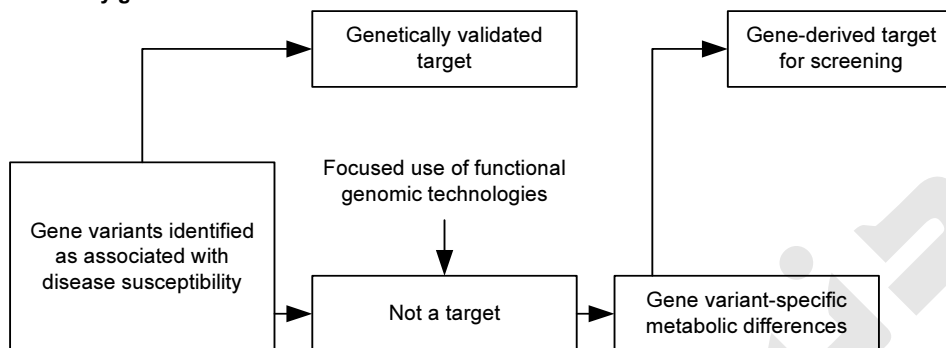 Genetically validated
target
Gene-derived target
for screening
Focused use of functional
genomic technologies
Gene variants identified
as associated with
disease susceptibility
Not a target
Gene variant-specific
metabolic differences